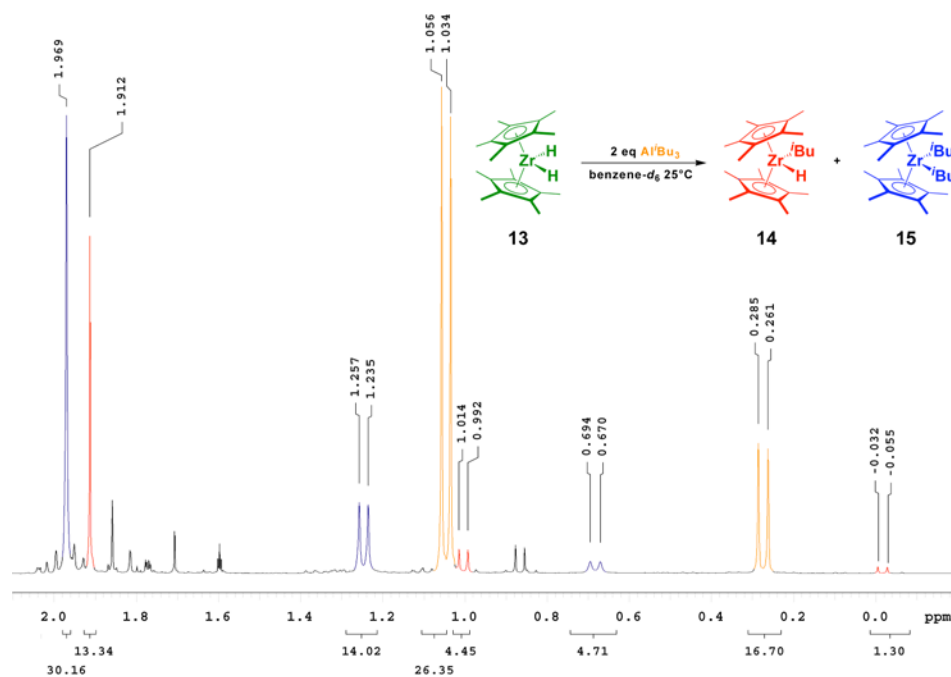 1.969
1.912
1.056
1.034
1.257
1.235
1.014
0.992
0.694
0.670
0.285
0.261
-0.032
-0.055
Zr
H
H
13
2 eq AlⁱBu₃
benzene-d₆ 25°C
Zr
ⁱBu
H
14
+
Zr
ⁱBu
ⁱBu
15
2.0 1.8 1.6 1.4 1.2 1.0 0.8 0.6 0.4 0.2 0.0 ppm
13.34 14.02 4.45 4.71 16.70 1.30
30.16 26.35